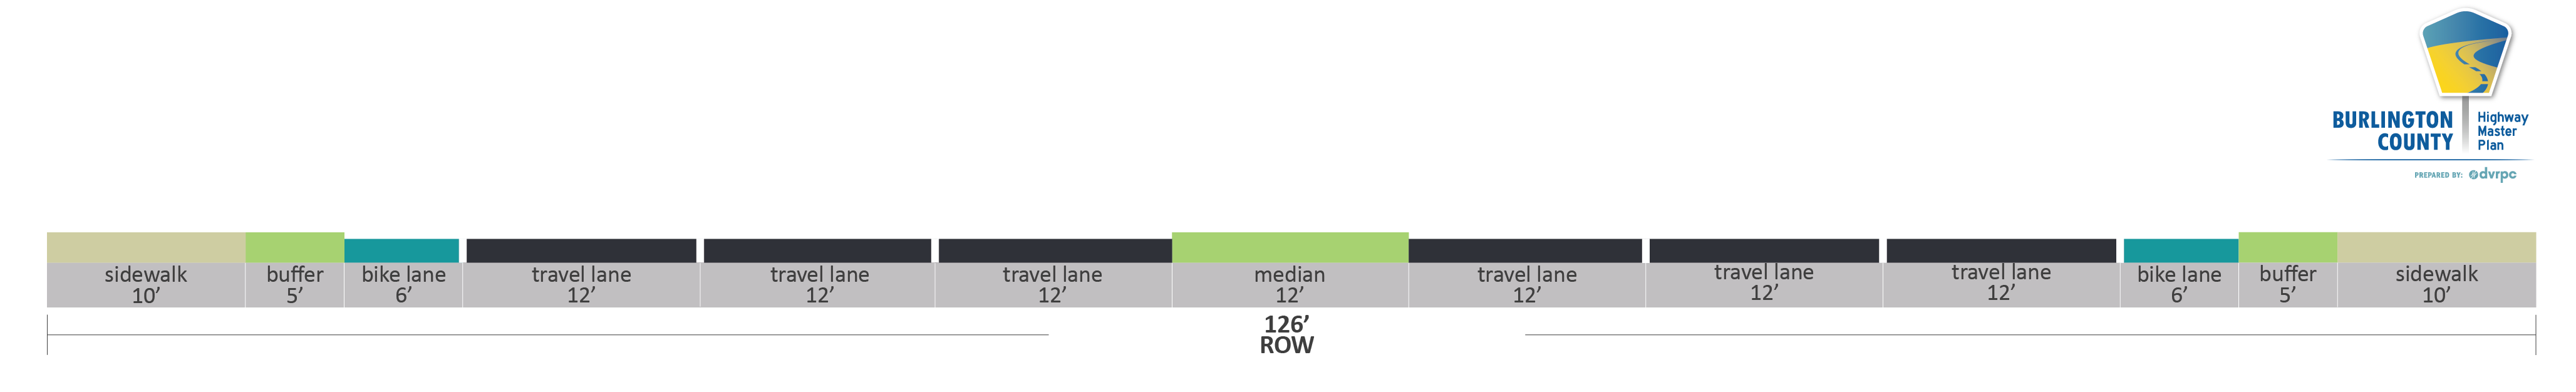 BURLINGTON
COUNTY
Highway
Master
Plan
PREPARED BY: dvrpc
sidewalk
10’
buffer
5’
bike lane
6’
travel lane
12’
travel lane
12’
travel lane
12’
median
12’
travel lane
12’
travel lane
12’
travel lane
12’
bike lane
6’
buffer
5’
sidewalk
10’
126’
ROW